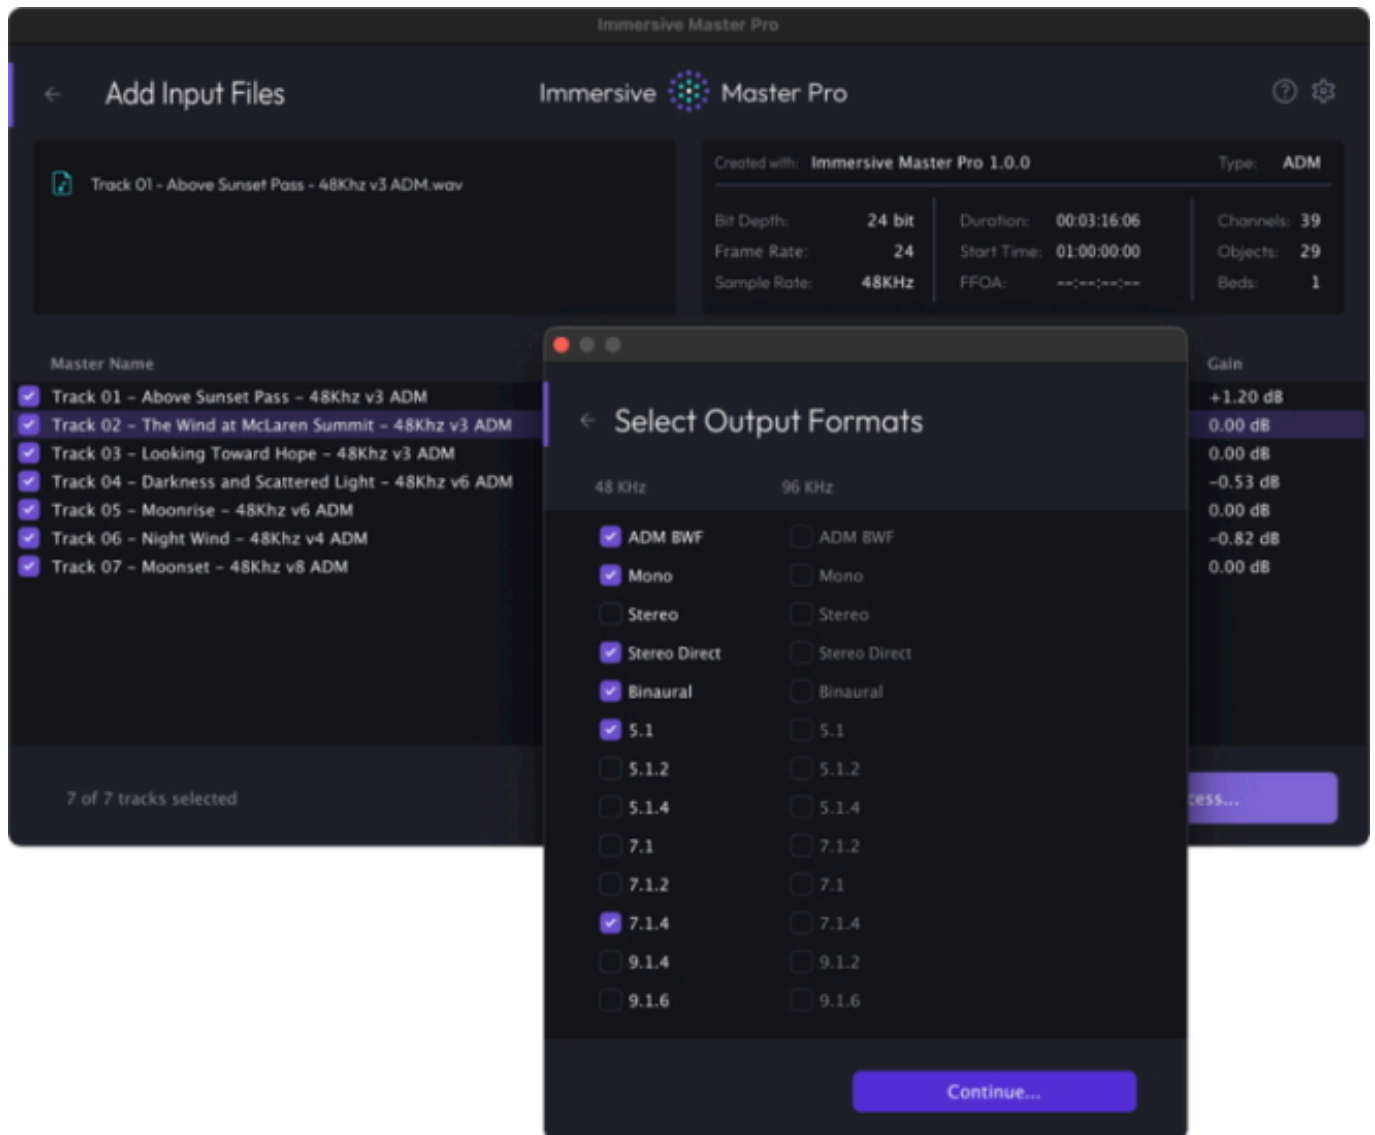 Immersive Master Pro
Add Input Files
Immersive Master Pro
Track 01 - Above Sunset Pass - 48Khz v3 ADM.wav
Created with: Immersive Master Pro 1.0.0 Type: ADM
Bit Depth: 24 bit Duration: 00:03:16:06 Channels: 39
Frame Rate: 24 Start Time: 01:00:00:00 Objects: 29
Sample Rate: 48KHz FFOA: --:--:--:-- Beds: 1
Master Name Gain
Track 01 – Above Sunset Pass – 48Khz v3 ADM +1.20 dB
Track 02 – The Wind at McLaren Summit – 48Khz v3 ADM 0.00 dB
Track 03 – Looking Toward Hope – 48Khz v3 ADM 0.00 dB
Track 04 – Darkness and Scattered Light – 48Khz v6 ADM -0.53 dB
Track 05 – Moonrise – 48Khz v6 ADM 0.00 dB
Track 06 – Night Wind – 48Khz v4 ADM -0.82 dB
Track 07 – Moonset – 48Khz v8 ADM 0.00 dB
7 of 7 tracks selected
cess...
Select Output Formats
48 KHz 96 KHz
ADM BWF ADM BWF
Mono Mono
Stereo Stereo
Stereo Direct Stereo Direct
Binaural Binaural
5.1 5.1
5.1.2 5.1.2
5.1.4 5.1.4
7.1 7.1.2
7.1.2 7.1
7.1.4 7.1.4
9.1.4 9.1.2
9.1.6 9.1.6
Continue...